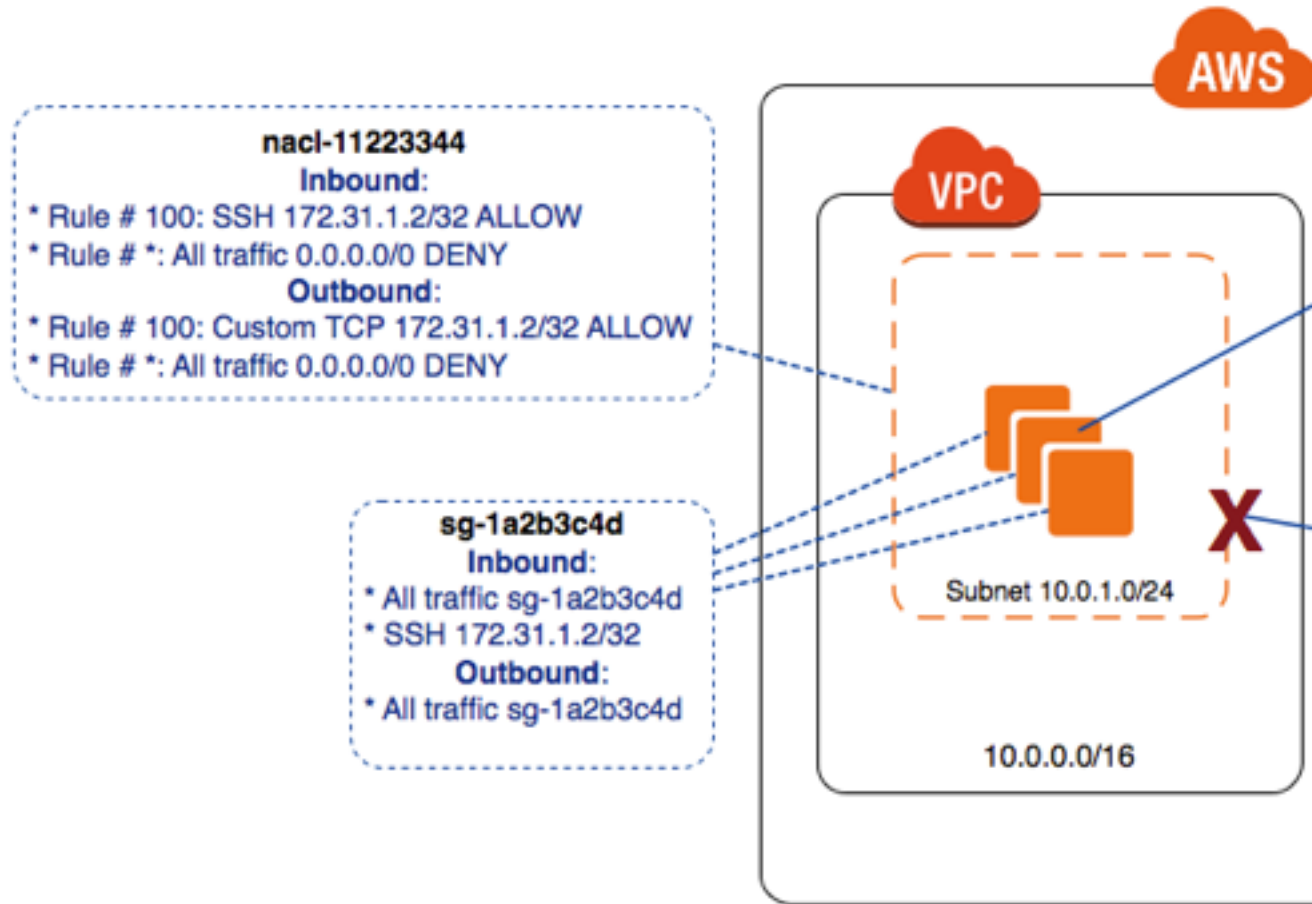 AWS
nacl-11223344
Inbound:
* Rule # 100: SSH 172.31.1.2/32 ALLOW
* Rule # *: All traffic 0.0.0.0/0 DENY
Outbound:
* Rule # 100: Custom TCP 172.31.1.2/32 ALLOW
* Rule # *: All traffic 0.0.0.0/0 DENY
VPC
sg-1a2b3c4d
Inbound:
* All traffic sg-1a2b3c4d
* SSH 172.31.1.2/32
Outbound:
* All traffic sg-1a2b3c4d
X
Subnet 10.0.1.0/24
10.0.0.0/16